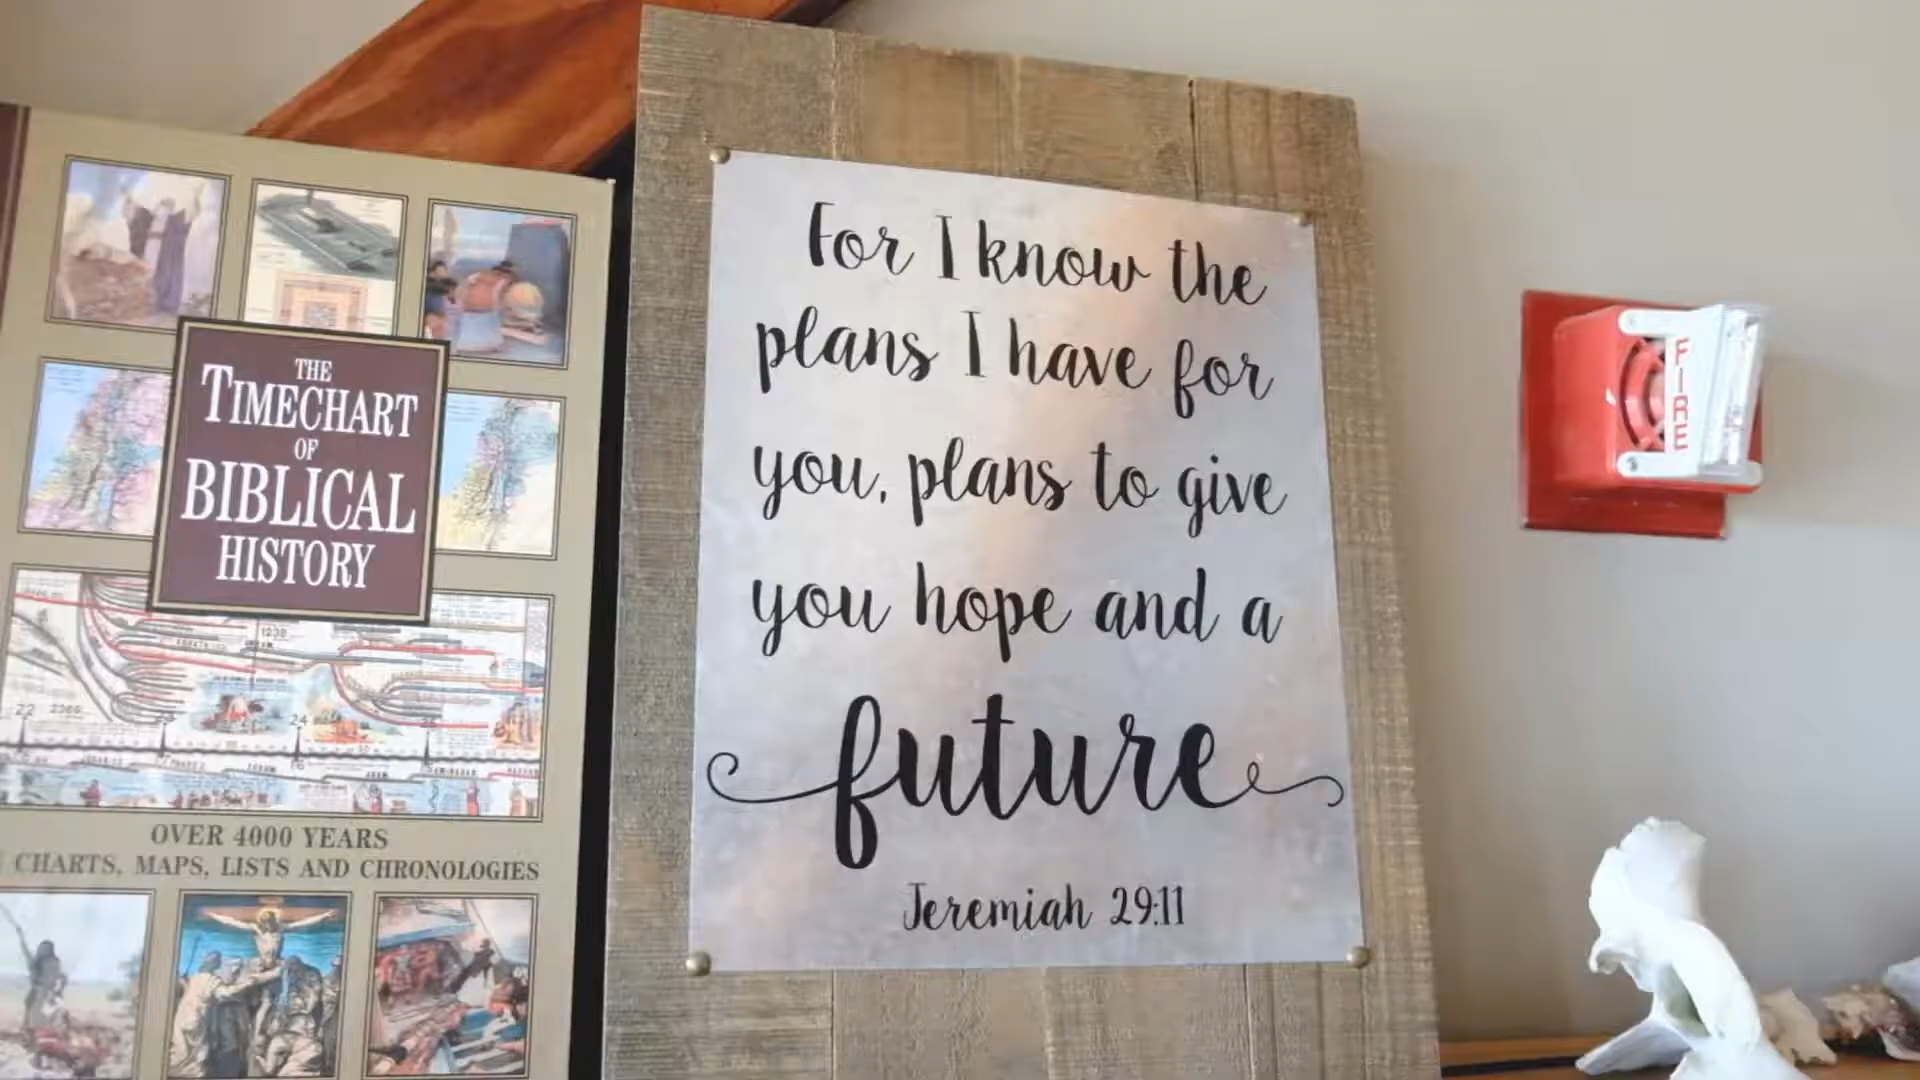 THE
TIMECHART
OF
BIBLICAL
HISTORY
OVER 4000 YEARS
CHARTS, MAPS, LISTS AND CHRONOLOGIES
For I know the
plans I have for
you, plans to give
you hope and a
future
Jeremiah 29:11
FIRE